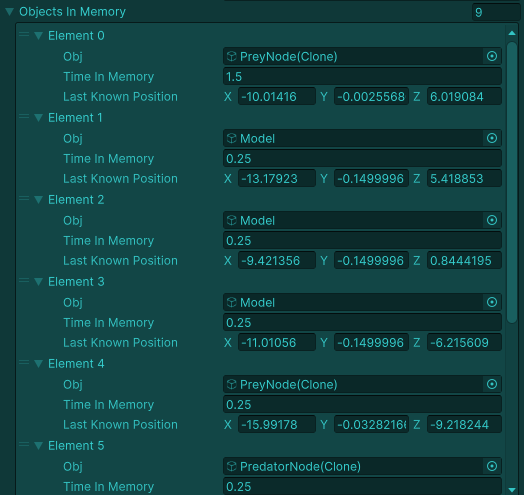 Objects In Memory 9
Element 0
Obj PreyNode(Clone)
Time In Memory 1.5
Last Known Position X -10.01416 Y -0.0025568 Z 6.019084
Element 1
Obj Model
Time In Memory 0.25
Last Known Position X -13.17923 Y -0.1499996 Z 5.418853
Element 2
Obj Model
Time In Memory 0.25
Last Known Position X -9.421356 Y -0.1499996 Z 0.8444195
Element 3
Obj Model
Time In Memory 0.25
Last Known Position X -11.01056 Y -0.1499996 Z -6.215609
Element 4
Obj PreyNode(Clone)
Time In Memory 0.25
Last Known Position X -15.99178 Y -0.0328216 Z -9.218244
Element 5
Obj PredatorNode(Clone)
Time In Memory 0.25